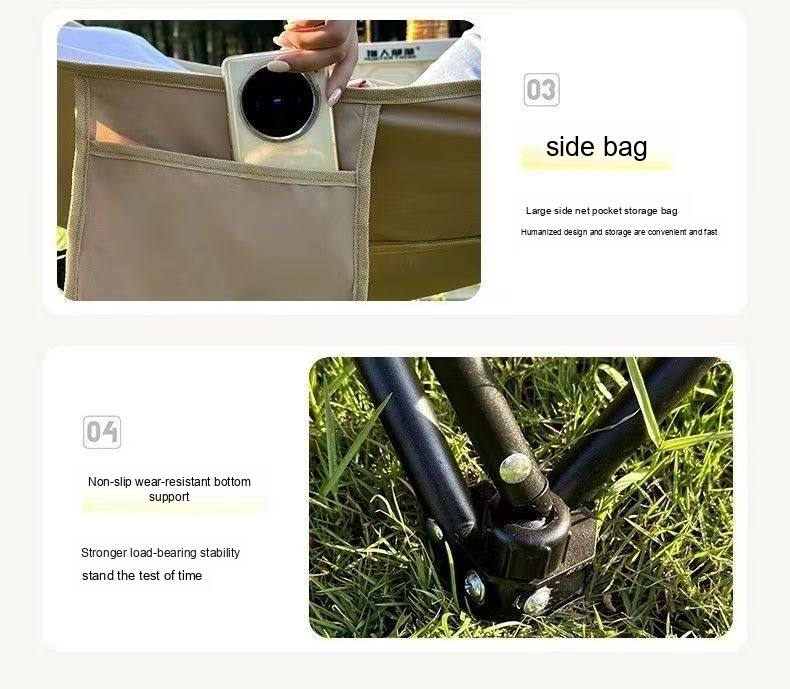 03
side bag
Large side net pocket storage bag
Humanized design and storage are convenient and fast
04
Non-slip wear-resistant bottom
support
Stronger load-bearing stability
stand the test of time